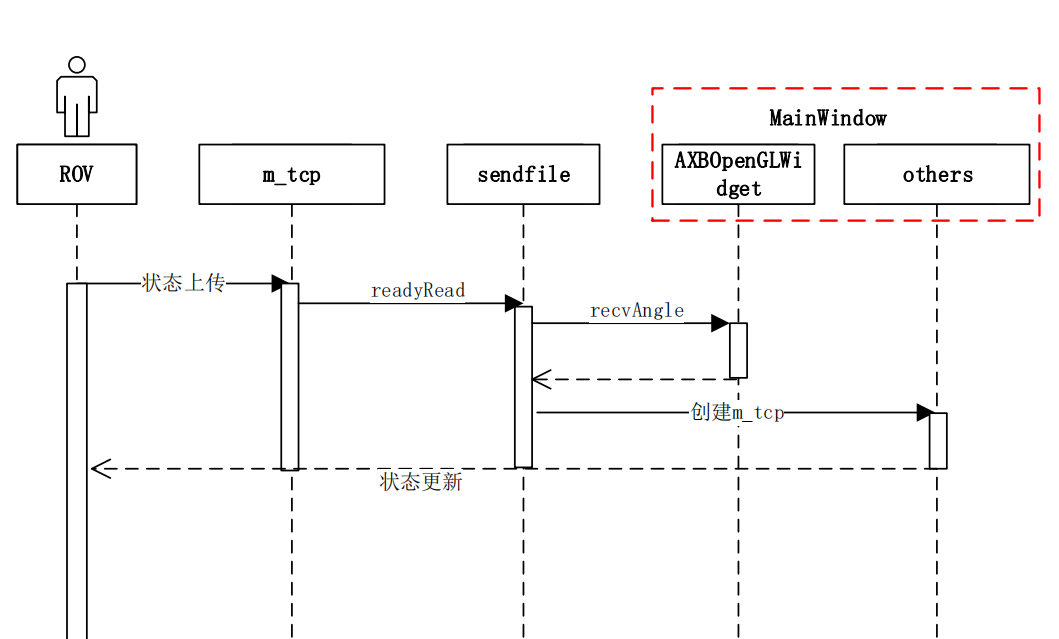 MainWindow
ROV
m_tcp
sendfile
AXBOpenGLWi
dget
others
状态上传
readyRead
recvAngle
创建m_tcp
状态更新